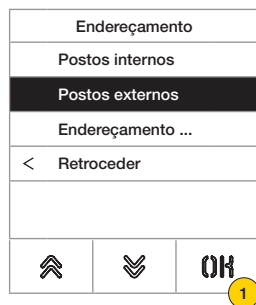 Endereçamento
Postos internos
Postos externos
Endereçamento ...
< Retroceder
OK
1